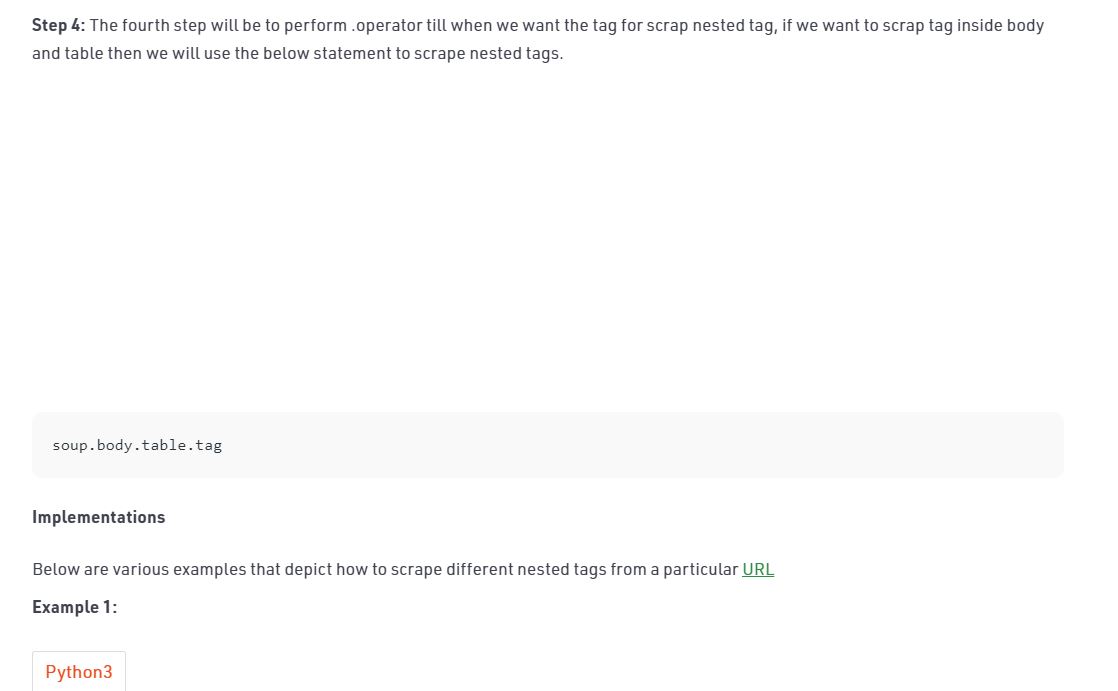 Step 4: The fourth step will be to perform .operator till when we want the tag for scrap nested tag, if we want to scrap tag inside body
and table then we will use the below statement to scrape nested tags.
soup.body.table.tag
Implementations
Below are various examples that depict how to scrape different nested tags from a particular URL
Example 1:
Python3